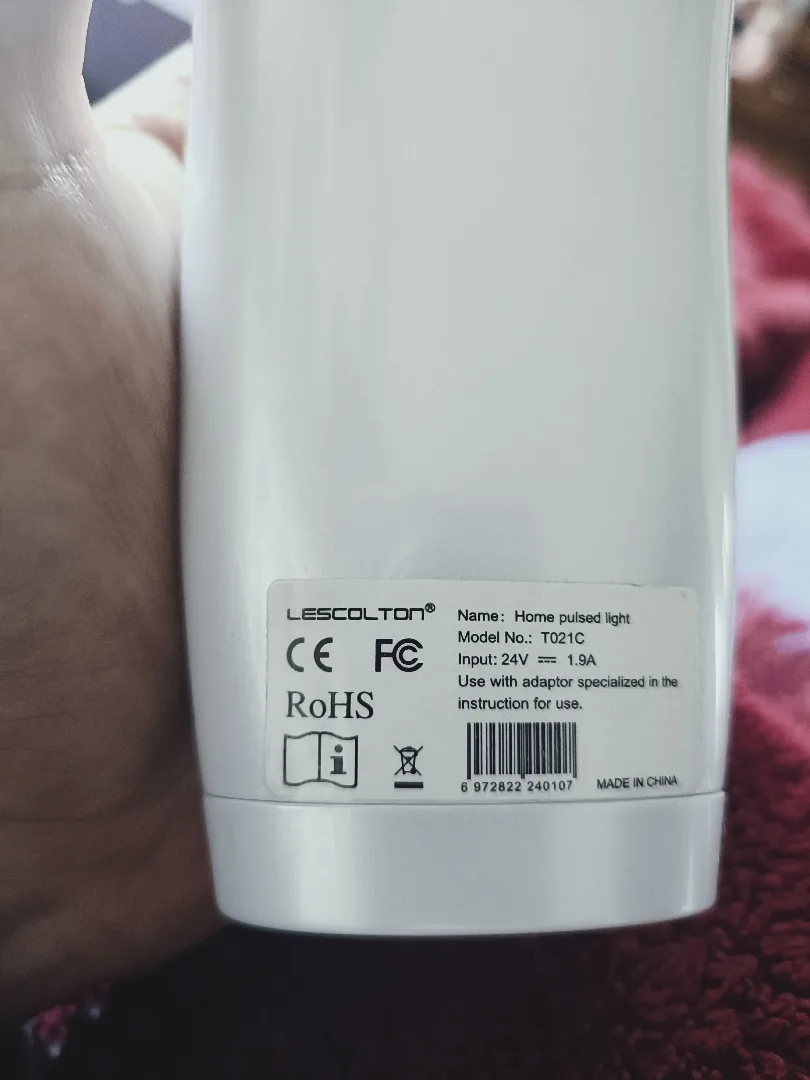 LESCOLTON®
CE FC
RoHS
Name: Home pulsed light
Model No.: T021C
Input: 24V ⎓ 1.9A
Use with adaptor specialized in the
instruction for use.
6 972822 240107
MADE IN CHINA